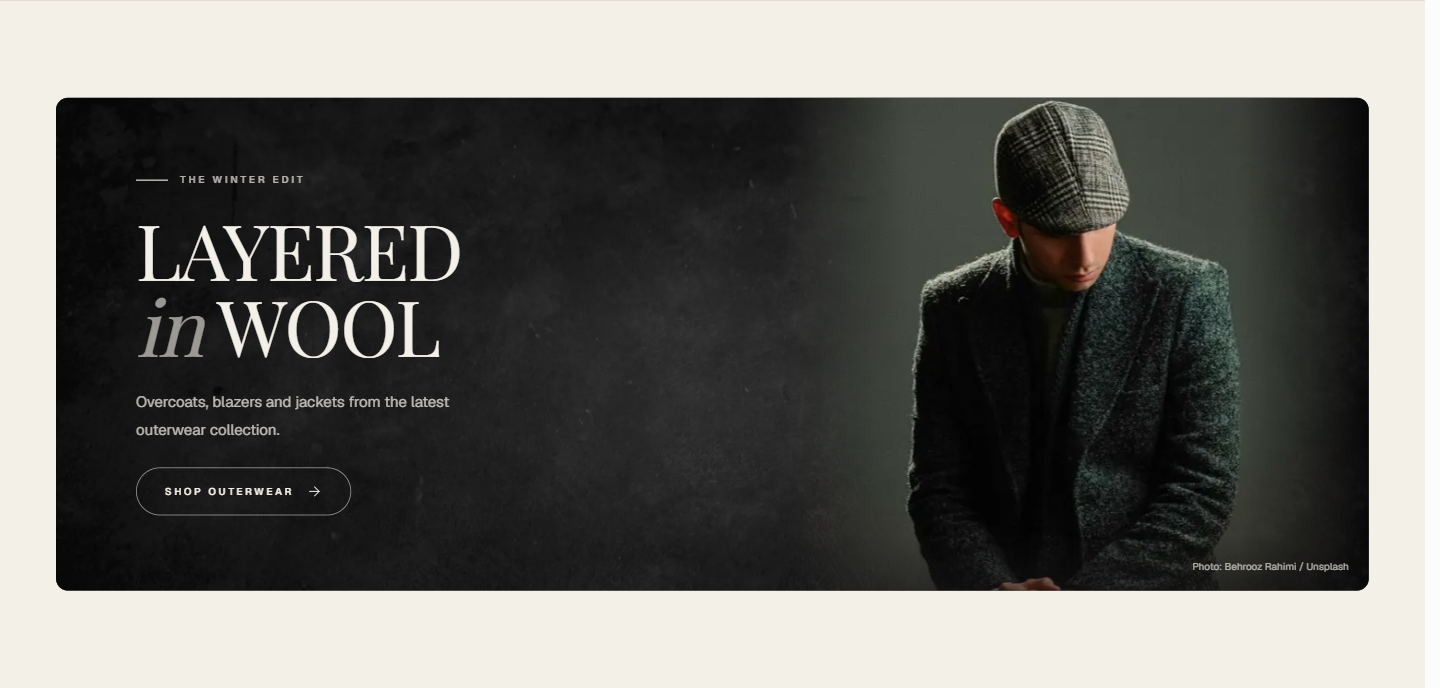 THE WINTER EDIT
LAYERED
in WOOL
Overcoats, blazers and jackets from the latest
outerwear collection.
SHOP OUTERWEAR
Photo: Behrooz Rahimi / Unsplash